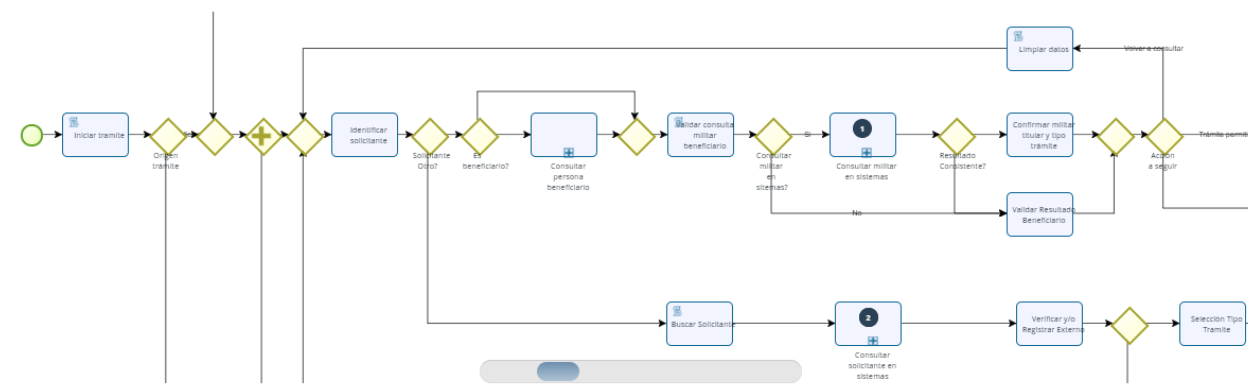 Limpiar datos
Volver a consultar
Iniciar tramite
Origen
trámite
Identificar
solicitante
Solicitante
Otro?
Es
beneficiario?
Consultar
persona
beneficiario
Validar consulta
militar
beneficiario
Consultar
militar
en
sitemas?
Si
1
Consultar militar
en sistemas
Resultado
Consistente?
Confirmar militar
titular y tipo
trámite
Acción
a seguir
Trámite permiti
No
Validar Resultado
Beneficiario
Buscar Solicitante
2
Consultar
solicitante en
sistemas
Verificar y/o
Registrar Externo
Selección Tipo
Tramite